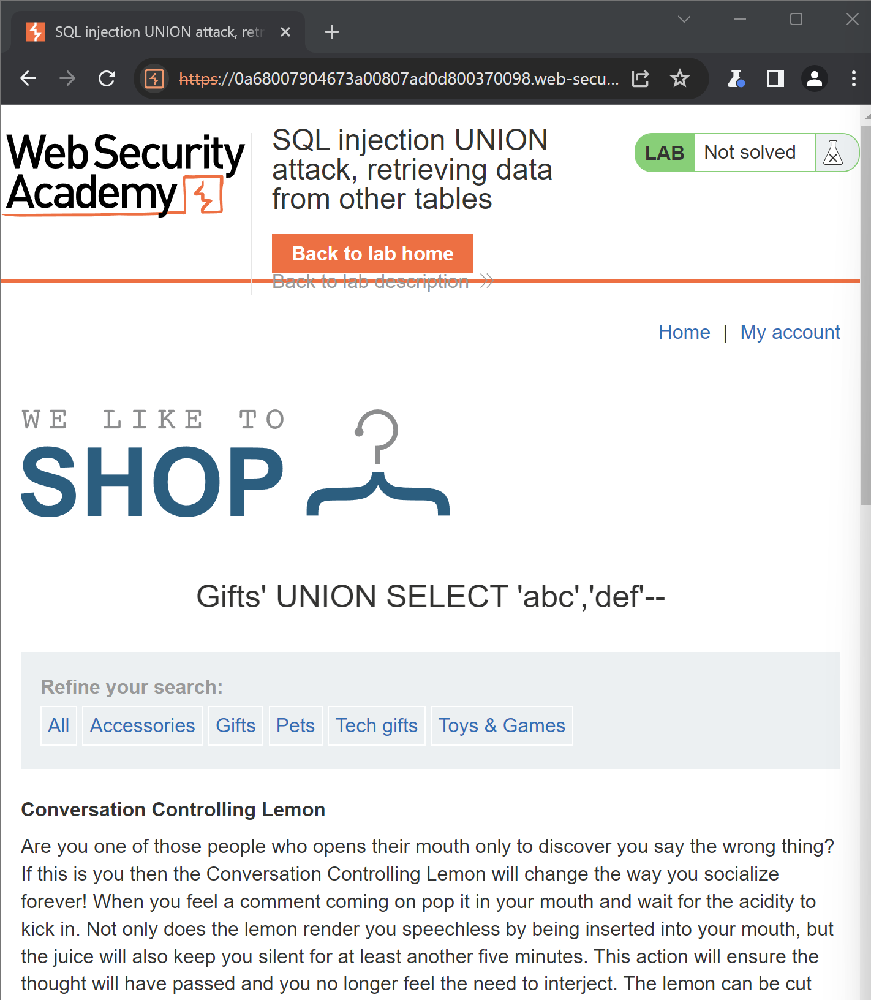 SQL injection UNION attack, retr
https://0a68007904673a00807ad0d800370098.web-secu...
Web Security
Academy
SQL injection UNION
attack, retrieving data
from other tables
LAB Not solved
Back to lab home
Back to lab description
Home | My account
WE LIKE TO
SHOP
Gifts' UNION SELECT 'abc','def'--
Refine your search:
All Accessories Gifts Pets Tech gifts Toys & Games
Conversation Controlling Lemon
Are you one of those people who opens their mouth only to discover you say the wrong thing?
If this is you then the Conversation Controlling Lemon will change the way you socialize
forever! When you feel a comment coming on pop it in your mouth and wait for the acidity to
kick in. Not only does the lemon render you speechless by being inserted into your mouth, but
the juice will also keep you silent for at least another five minutes. This action will ensure the
thought will have passed and you no longer feel the need to interject. The lemon can be cut